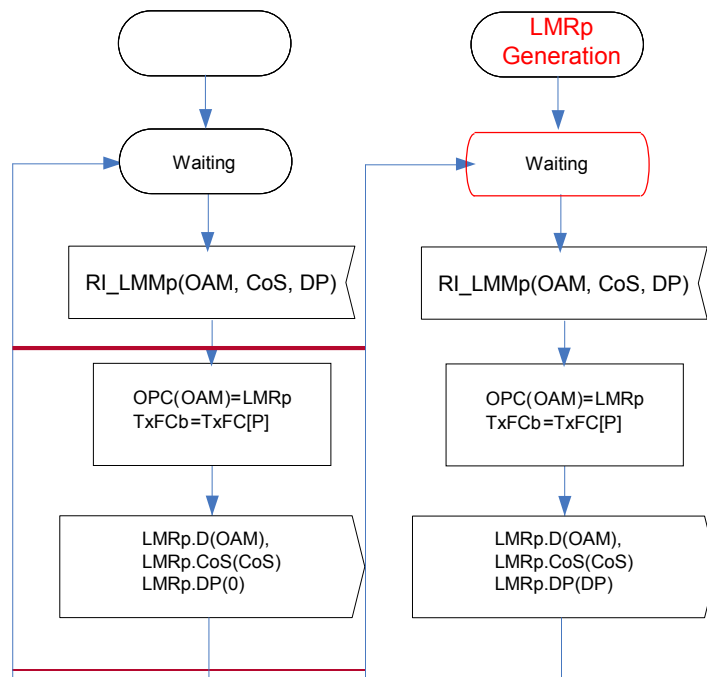 Waiting
RI_LMMp(OAM, CoS, DP)
OPC(OAM)=LMRp
TxFCb=TxFC[P]
LMRp.D(OAM),
LMRp.CoS(CoS)
LMRp.DP(0)
LMRp
Generation
Waiting
RI_LMMp(OAM, CoS, DP)
OPC(OAM)=LMRp
TxFCb=TxFC[P]
LMRp.D(OAM),
LMRp.CoS(CoS)
LMRp.DP(DP)